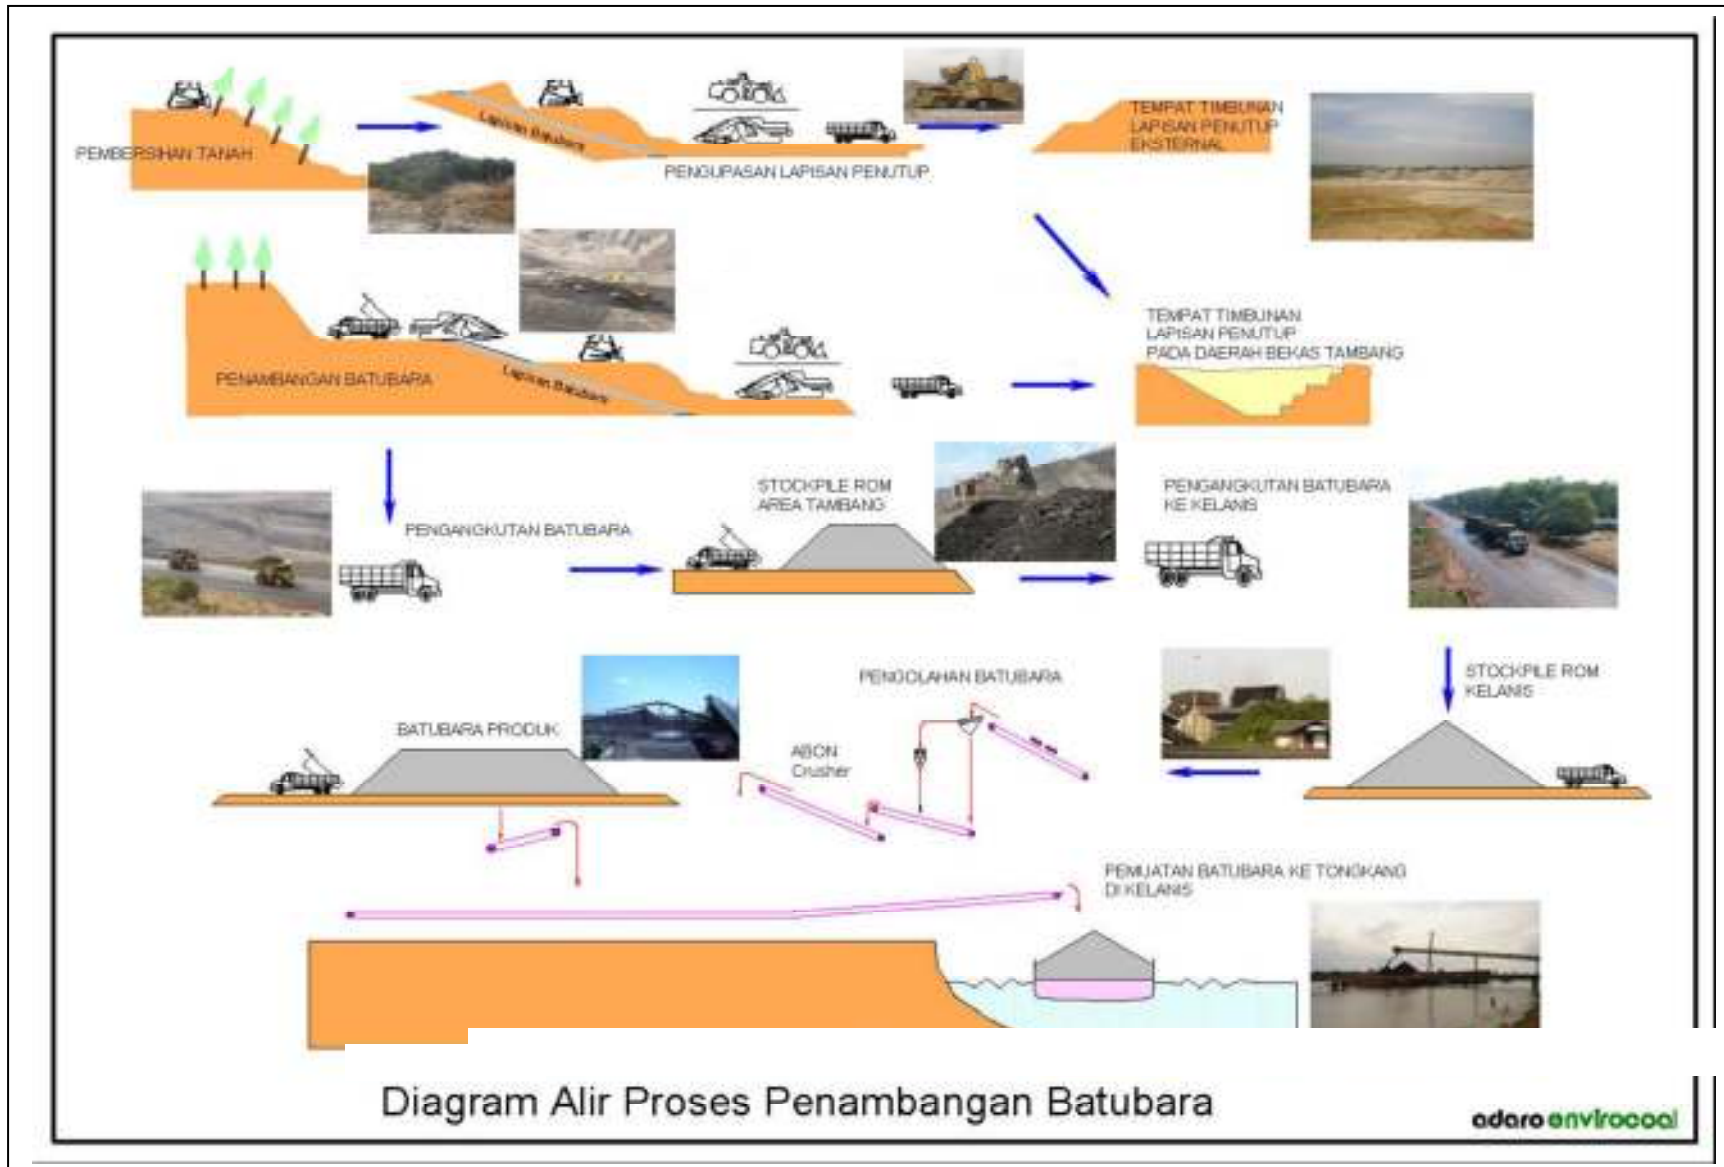 PEMBERSIHAN TANAH
Lapisan Batubara
PENGUPASAN LAPISAN PENUTUP
TEMPAT TIMBUNAN
LAPISAN PENUTUP
EKSTERNAL
PENAMBANGAN BATUBARA
Lapisan Batubara
TEMPAT TIMBUNAN
LAPISAN PENUTUP
PADA DAERAH BEKAS TAMBANG
PENGANGKUTAN BATUBARA
STOCKPILE ROM
AREA TAMBANG
PENGANGKUTAN BATUBARA
KE KELANIS
STOCKPILE ROM
KELANIS
PENGOLAHAN BATUBARA
ABON
Crusher
BATUBARA PRODUK
PEMUATAN BATUBARA KE TONGKANG
DI KELANIS
Diagram Alir Proses Penambangan Batubara
adaro envirocoal